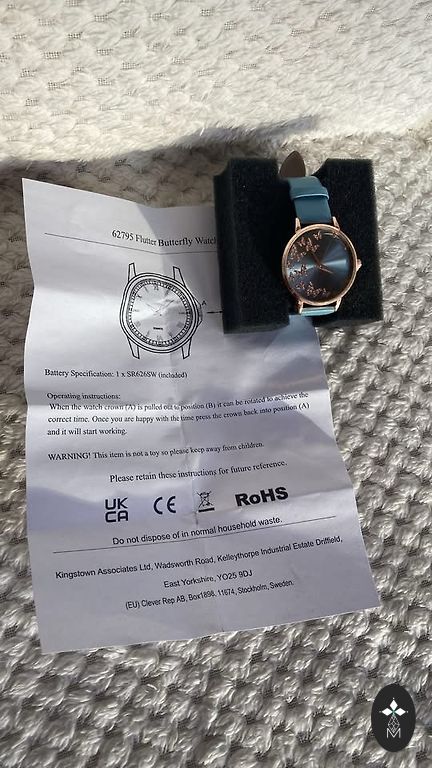 62795 Flutter Butterfly Watch
A
Battery Specification: 1 x SR626SW (included)
Operating instructions:
When the watch crown (A) is pulled out to position (B) it can be rotated to achieve the
correct time. Once you are happy with the time press the crown back into position (A)
and it will start working.
WARNING! This item is not a toy so please keep away from children.
Please retain these instructions for future reference.
UK
CA
CE
RoHS
Do not dispose of in normal household waste.
Kingstown Associates Ltd, Wadsworth Road, Kelleythorpe Industrial Estate Driffield,
East Yorkshire, YO25 9DJ
(EU) Clever Rep AB, Box1898, 11674, Stockholm, Sweden.